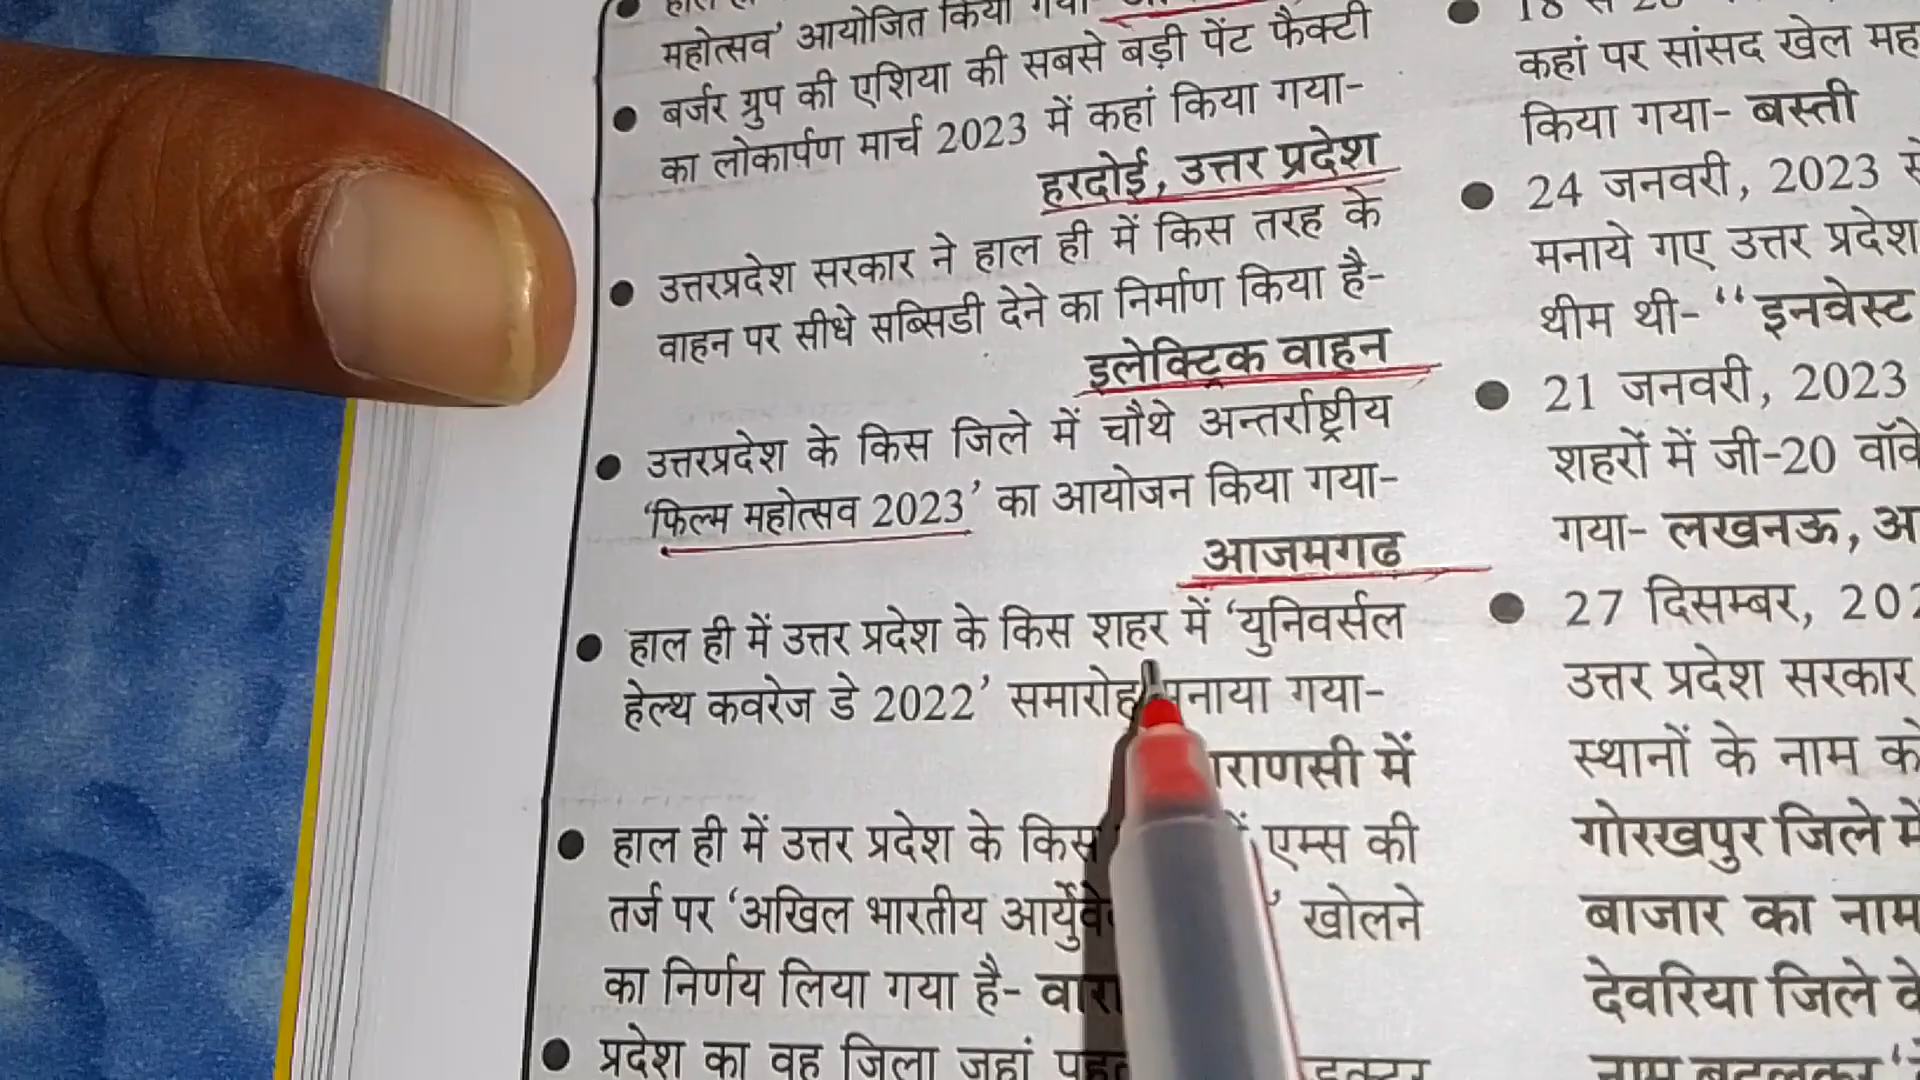 महोत्सव' आयोजित किया गया-
बर्जर ग्रुप की एशिया की सबसे बड़ी पेंट फैक्टी
का लोकार्पण मार्च 2023 में कहां किया गया-
हरदोई, उत्तर प्रदेश
उत्तरप्रदेश सरकार ने हाल ही में किस तरह के
वाहन पर सीधे सब्सिडी देने का निर्माण किया है-
इलेक्ट्रिक वाहन
उत्तरप्रदेश के किस जिले में चौथे अन्तर्राष्ट्रीय
'फिल्म महोत्सव 2023' का आयोजन किया गया-
आजमगढ
हाल ही में उत्तर प्रदेश के किस शहर में 'युनिवर्सल
हेल्थ कवरेज डे 2022' समारोह मनाया गया-
में
हाल ही में उत्तर प्रदेश के किस एम्स की
तर्ज पर 'अखिल भारतीय खोलने
का निर्णय लिया गया है-
प्रदेश का वह जिला जहां
18 से
कहां पर सांसद खेल
किया गया- बस्ती
24 जनवरी, 2023 से
मनाये गए उत्तर प्रदेश
थीम थी- "इनवेस्ट
21 जनवरी, 2023
शहरों में जी-20
गया- लखनऊ,
27 दिसम्बर,
उत्तर प्रदेश सरकार
स्थानों के नाम
गोरखपुर जिले में
बाजार का नाम
देवरिया जिले
नाम बदलकर